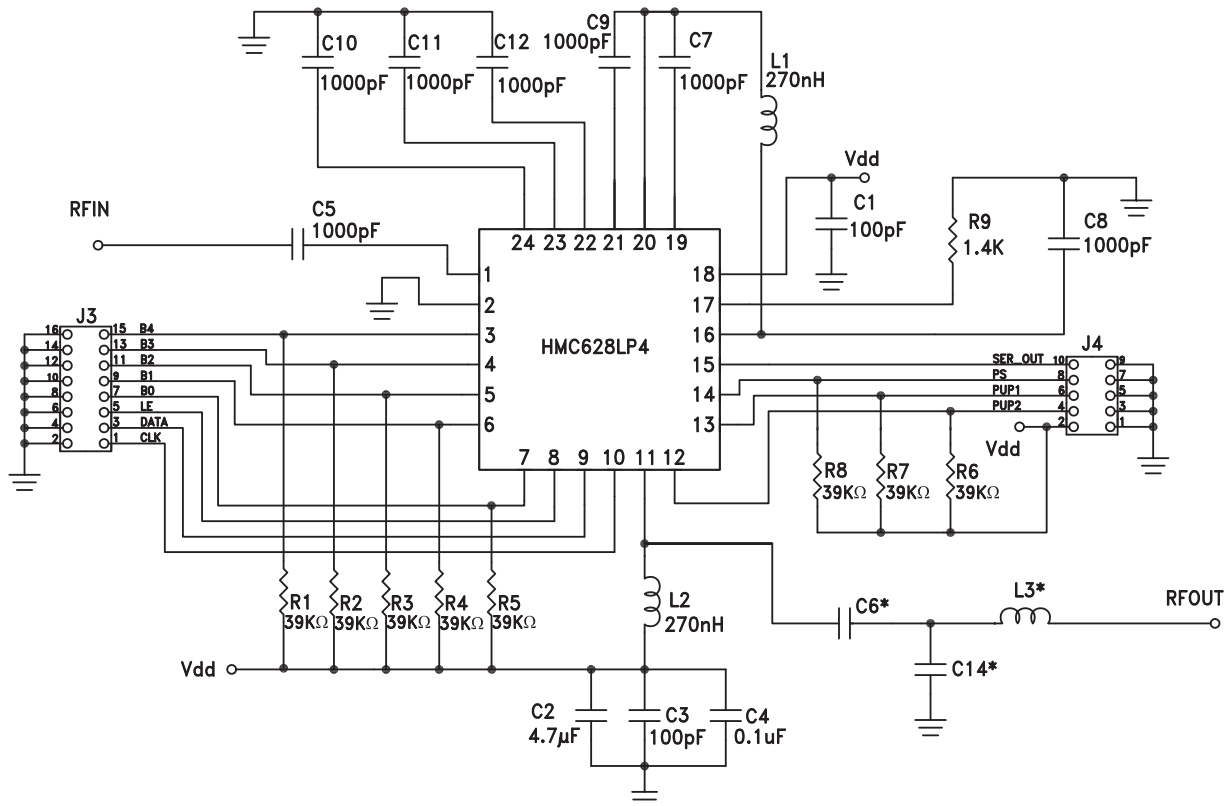 C10
1000pF
C11
1000pF
C12
1000pF
C9
1000pF
C7
1000pF
L1
270nH
Vdd
C1
100pF
R9
1.4K
C8
1000pF
RFIN
C5
1000pF
24 23 22 21 20 19
1 18
2 17
3 16
4 15
5 14
6 13
HMC628LP4
7 8 9 10 11 12
J3
16 15 B4
14 13 B3
12 11 B2
10 9 B1
8 7 B0
6 5 LE
4 3 DATA
2 1 CLK
J4
SER_OUT 10 9
PS 8 7
PUP1 6 5
PUP2 4 3
2 1
Vdd
R8
39KΩ
R7
39KΩ
R6
39KΩ
R1
39KΩ
R2
39KΩ
R3
39KΩ
R4
39KΩ
R5
39KΩ
L2
270nH
C6*
L3*
RFOUT
C14*
Vdd
C2
4.7µF
C3
100pF
C4
0.1uF